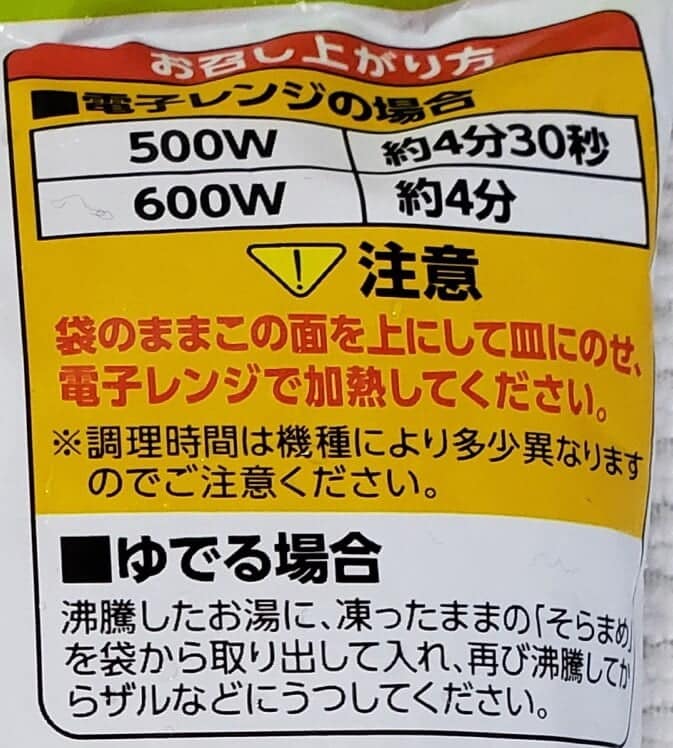 お召し上がり方
■電子レンジの場合
500W 約4分30秒
600W 約4分
注意
袋のままこの面を上にして皿にのせ、
電子レンジで加熱してください。
※調理時間は機種により多少異なります
のでご注意ください。
■ゆでる場合
沸騰したお湯に、凍ったままの「そらまめ」
を袋から取り出して入れ、再び沸騰してか
らザルなどにうつしてください。